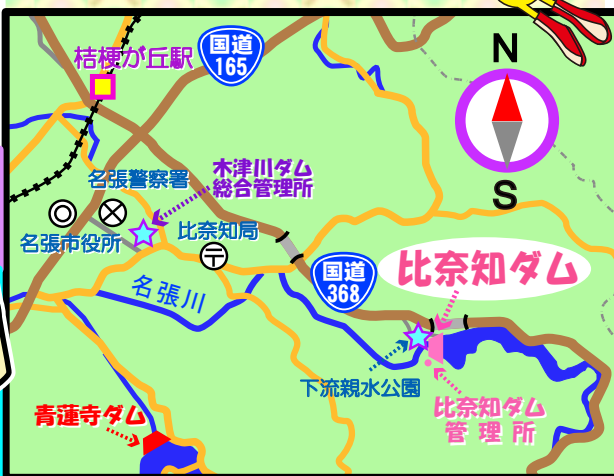 桔梗が丘駅
国道
165
N
S
名張警察署
木津川ダム
総合管理所
名張市役所
比奈知局
〒
名張川
国道
368
比奈知ダム
下流親水公園
比奈知ダム
管理所
青蓮寺ダム